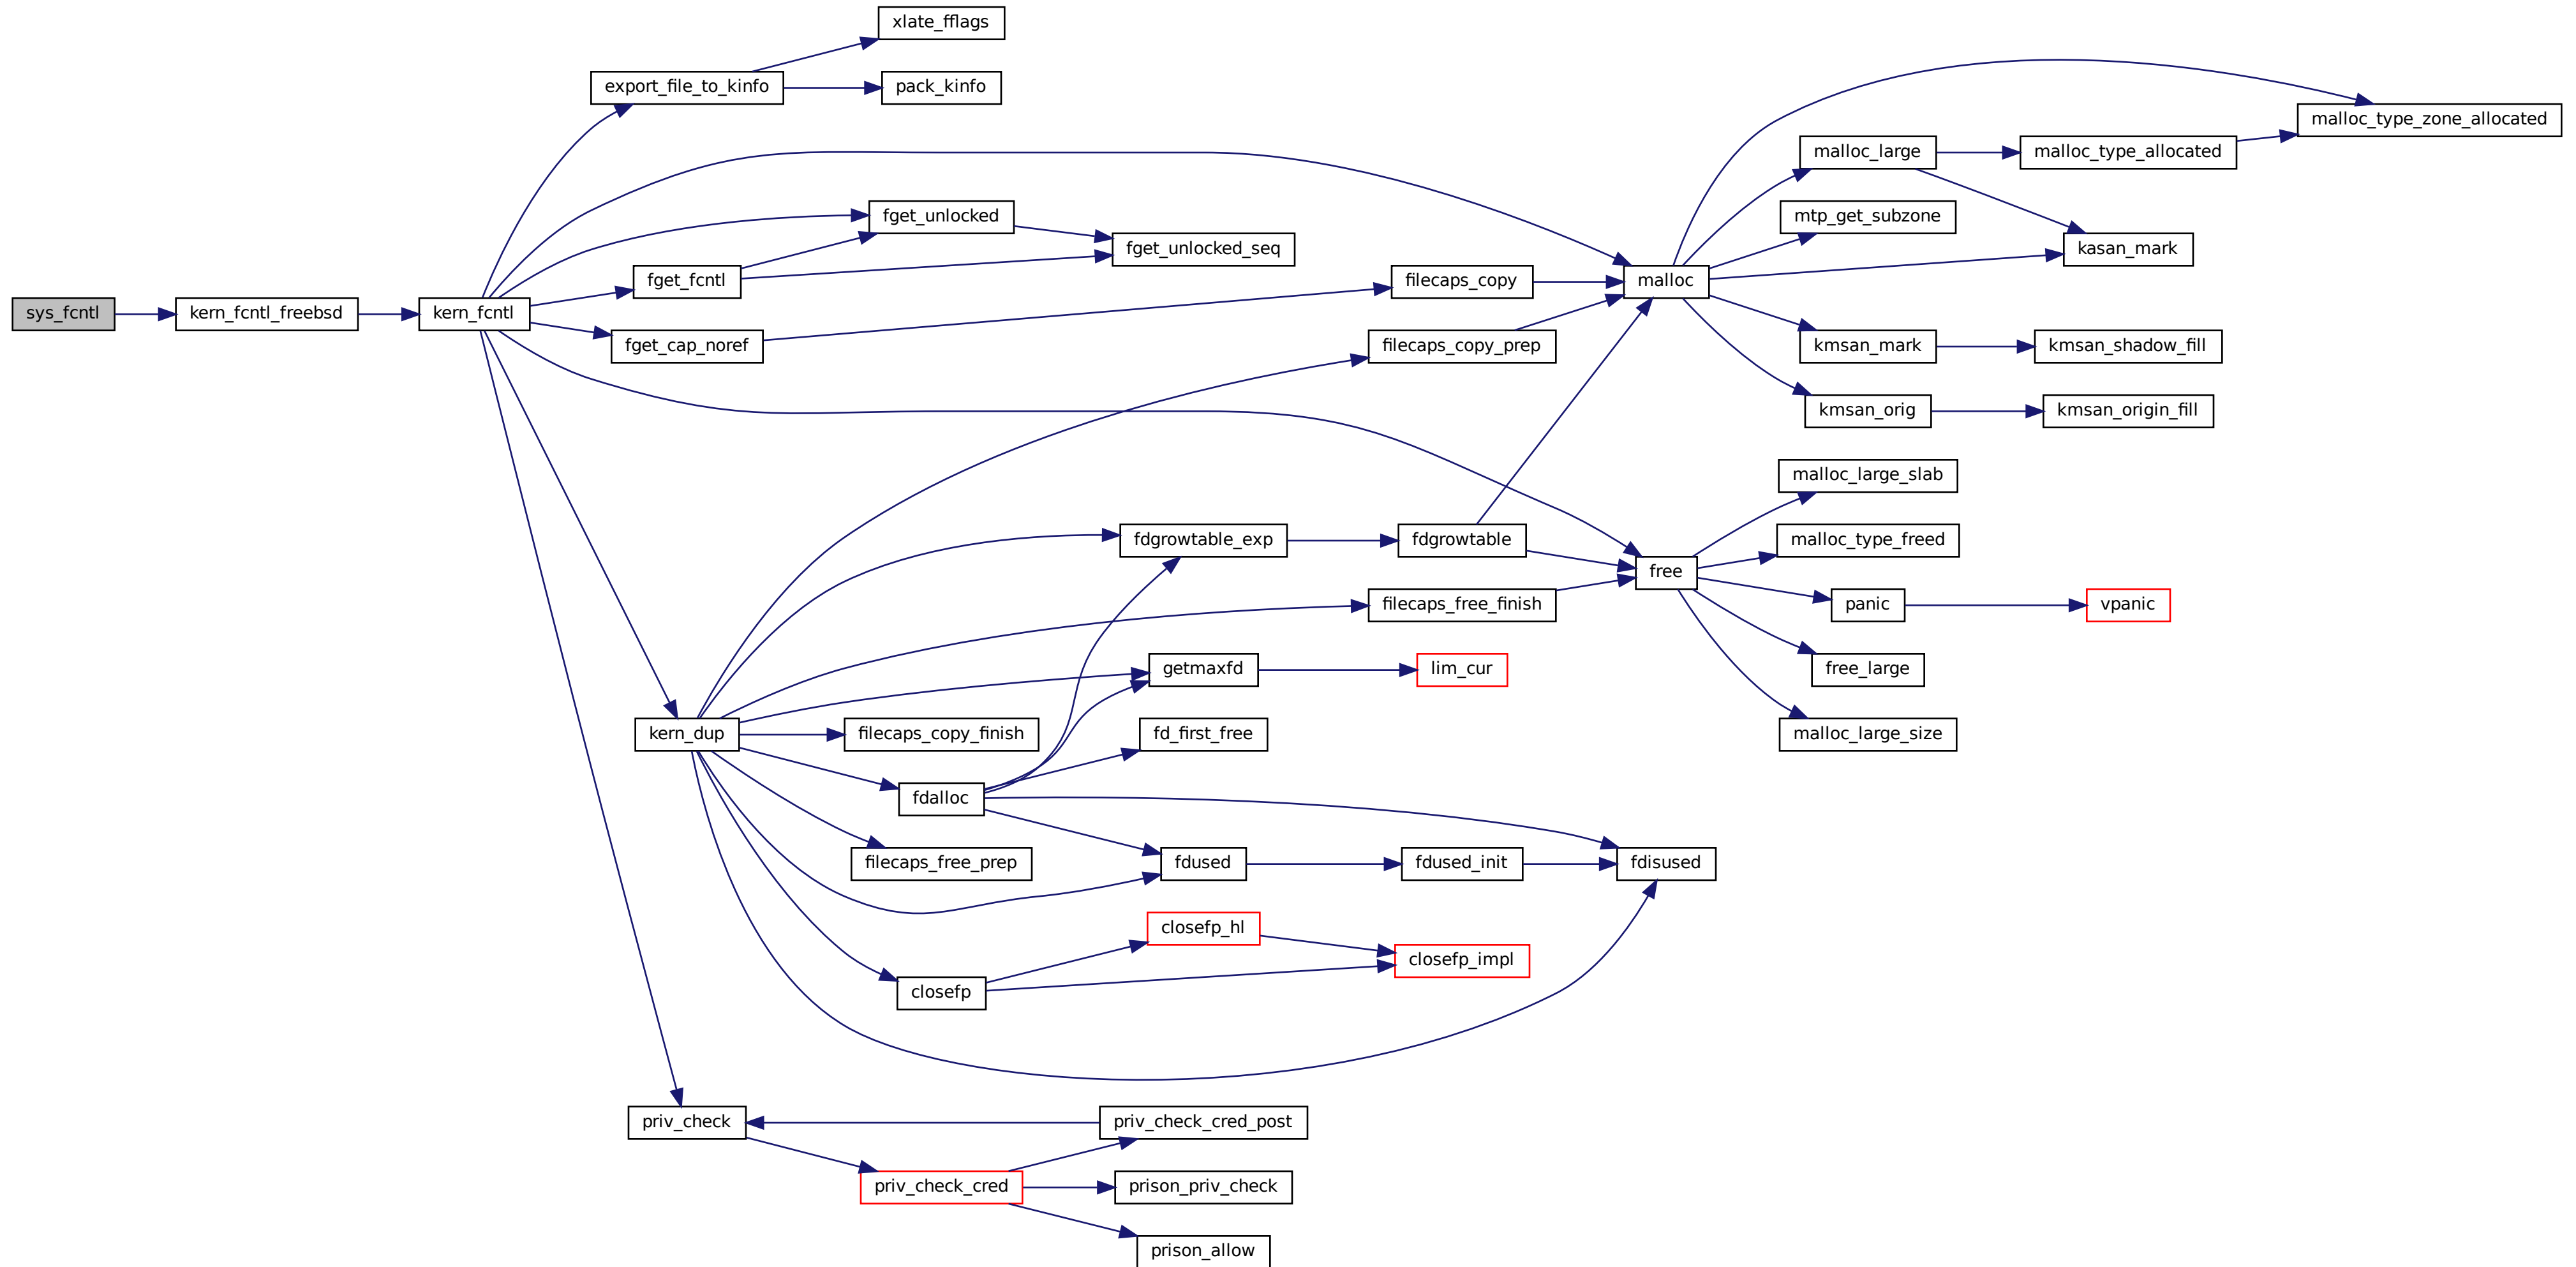 sys_fcntl
kern_fcntl_freebsd
kern_fcntl
export_file_to_kinfo
xlate_fflags
pack_kinfo
fget_unlocked
fget_fcntl
fget_unlocked_seq
fget_cap_noref
filecaps_copy
filecaps_copy_prep
malloc
malloc_type_zone_allocated
malloc_large
malloc_type_allocated
mtp_get_subzone
kasan_mark
kmsan_mark
kmsan_shadow_fill
kmsan_orig
kmsan_origin_fill
malloc_large_slab
fdgrowtable_exp
fdgrowtable
malloc_type_freed
free
filecaps_free_finish
panic
vpanic
getmaxfd
lim_cur
free_large
kern_dup
filecaps_copy_finish
fd_first_free
malloc_large_size
fdalloc
filecaps_free_prep
fdused
fdused_init
fdisused
closefp_hl
closefp_impl
closefp
priv_check
priv_check_cred_post
priv_check_cred
prison_priv_check
prison_allow